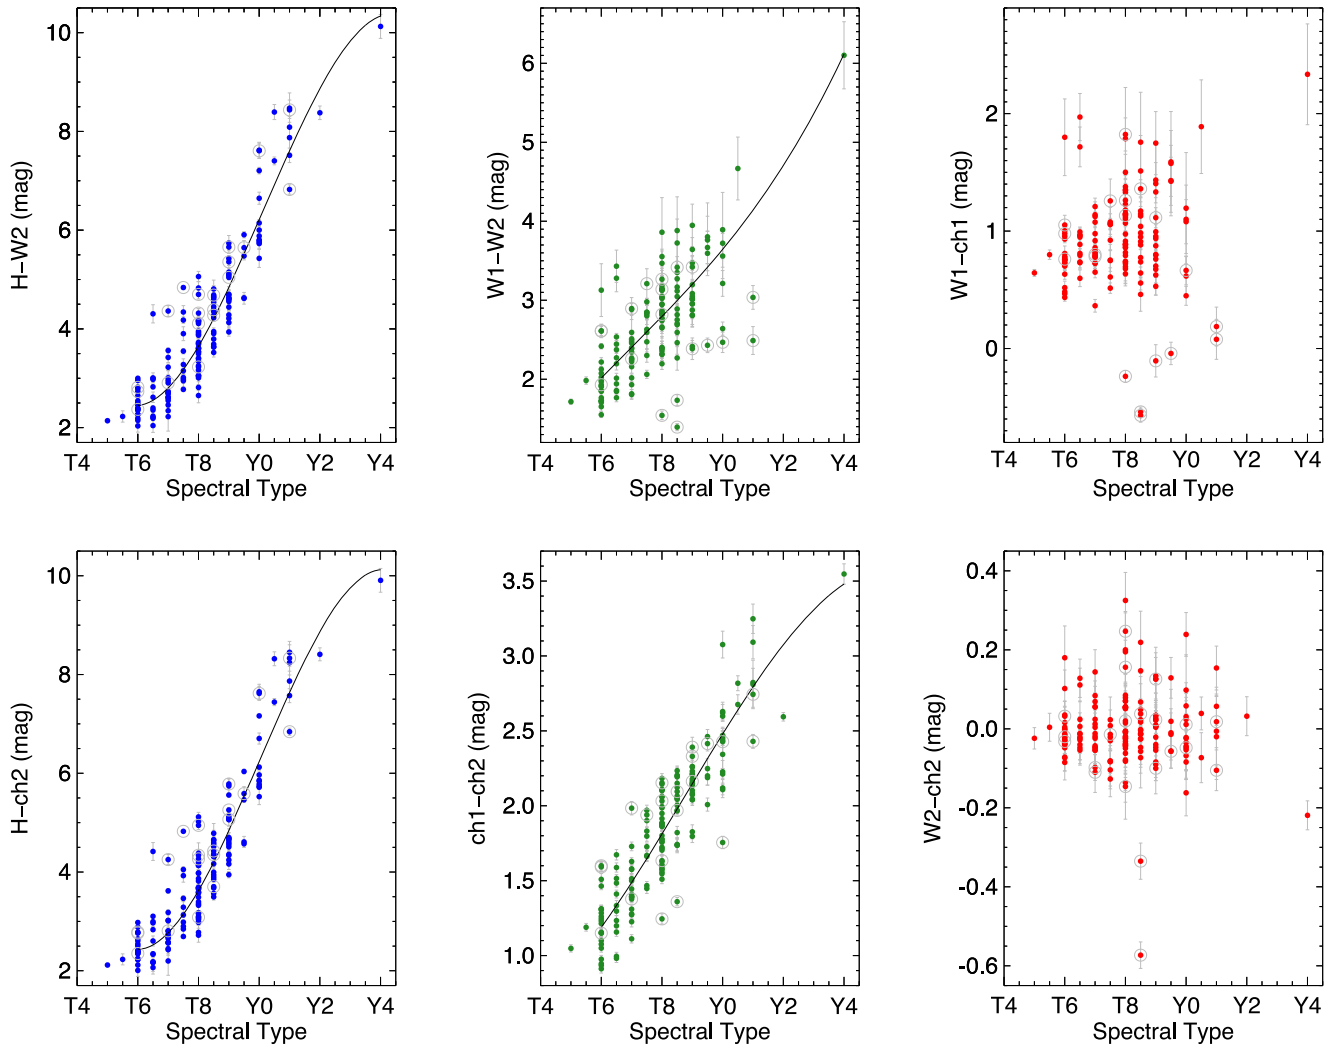 10
8
6
4
2
H−W2 (mag)
T4 T6 T8 Y0 Y2 Y4
Spectral Type
6
5
4
3
2
W1−W2 (mag)
T4 T6 T8 Y0 Y2 Y4
Spectral Type
2
1
0
W1−ch1 (mag)
T4 T6 T8 Y0 Y2 Y4
Spectral Type
10
8
6
4
2
H−ch2 (mag)
T4 T6 T8 Y0 Y2 Y4
Spectral Type
3.5
3.0
2.5
2.0
1.5
1.0
ch1−ch2 (mag)
T4 T6 T8 Y0 Y2 Y4
Spectral Type
0.4
0.2
0.0
-0.2
-0.4
-0.6
W2−ch2 (mag)
T4 T6 T8 Y0 Y2 Y4
Spectral Type